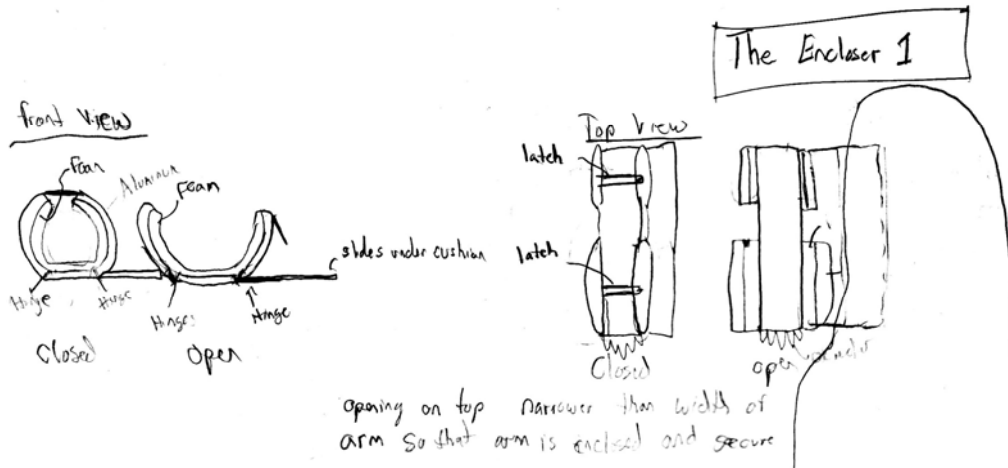 The Encloser 1
front view
Foam
Aluminum
Foam
slides under cushion
Hinge
Hinge
Hinge
Hinge
Closed
Open
Top View
latch
latch
Closed
open
opening on top narrower than width of
arm so that arm is enclosed and secure